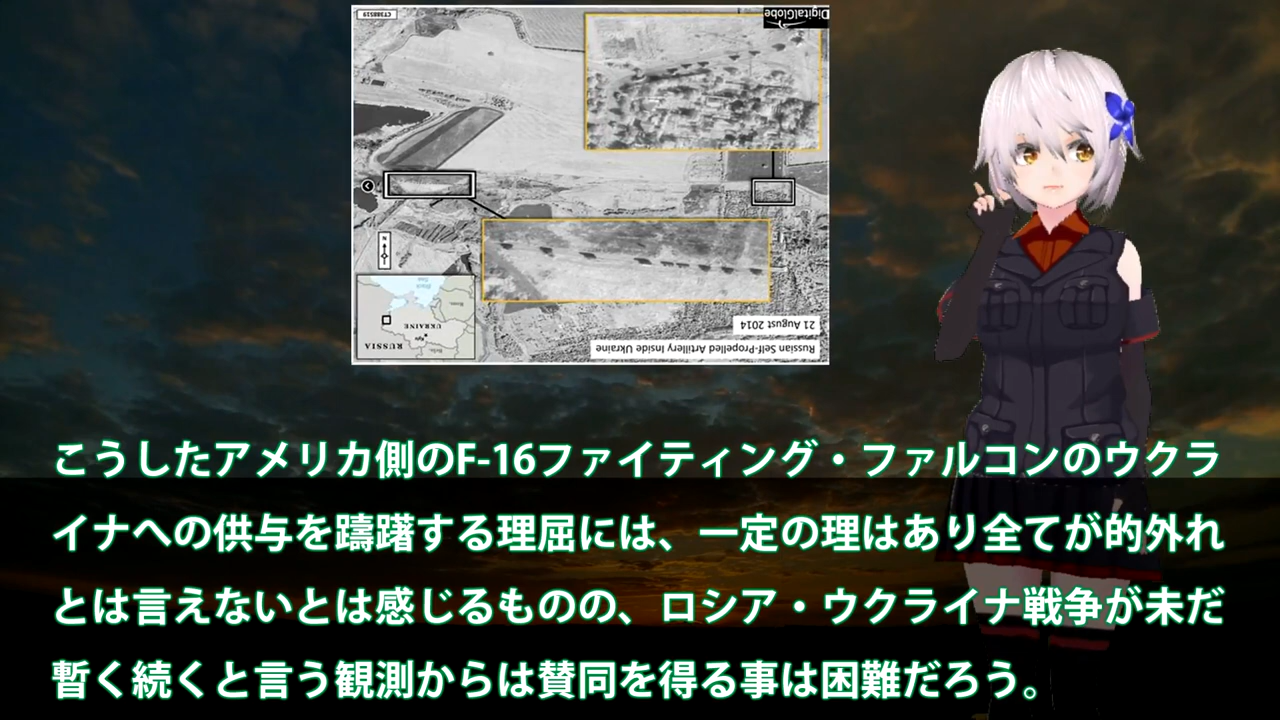 DigitalGlobe
CT388519
N
Black Sea
UKRAINE
Kyiv
RUSSIA
21 August 2014
Russian Self-Propelled Artillery Inside Ukraine
こうしたアメリカ側のF-16ファイティング・ファルコンのウクラ
イナへの供与を躊躇する理屈には、一定の理はあり全てが的外れ
とは言えないとは感じるものの、ロシア・ウクライナ戦争が未だ
暫く続くと言う観測からは賛同を得る事は困難だろう。